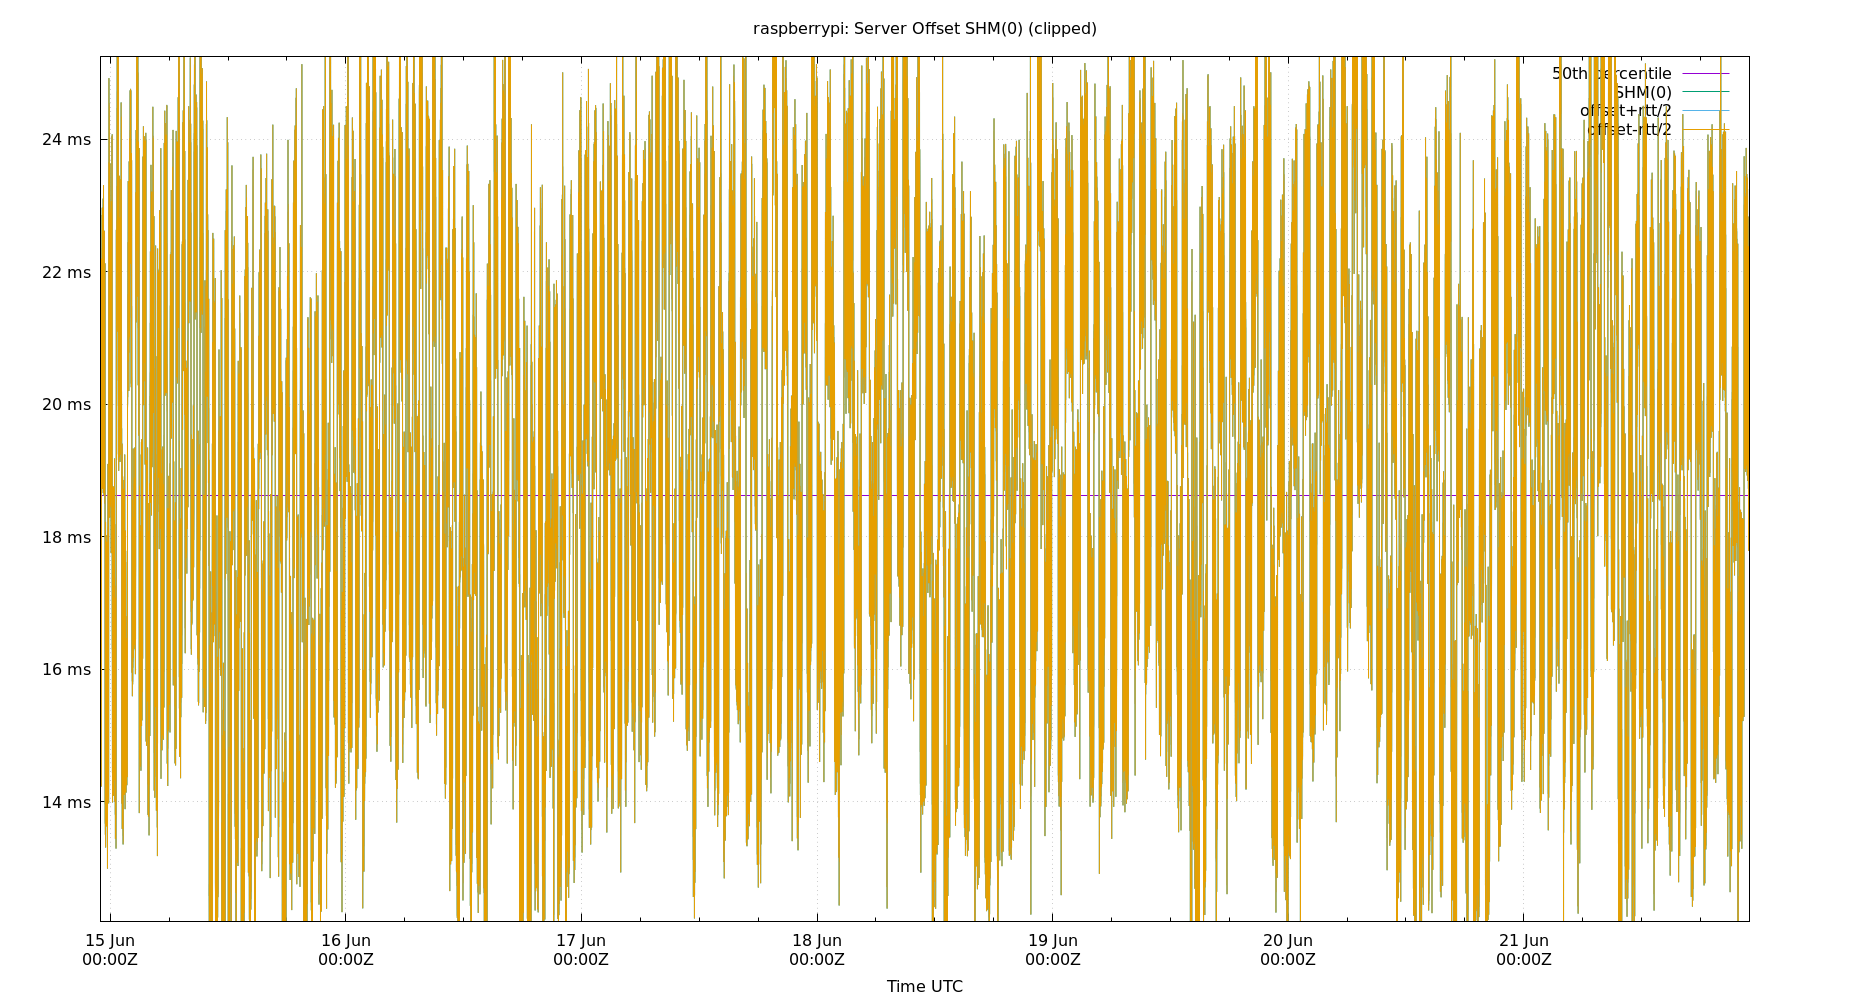 raspberrypi: Server Offset SHM(0) (clipped)
50th percentile
SHM(0)
offset+rtt/2
offset-rtt/2
24 ms
22 ms
20 ms
18 ms
16 ms
14 ms
15 Jun 16 Jun 17 Jun 18 Jun 19 Jun 20 Jun 21 Jun
00:00Z 00:00Z 00:00Z 00:00Z 00:00Z 00:00Z 00:00Z
Time UTC